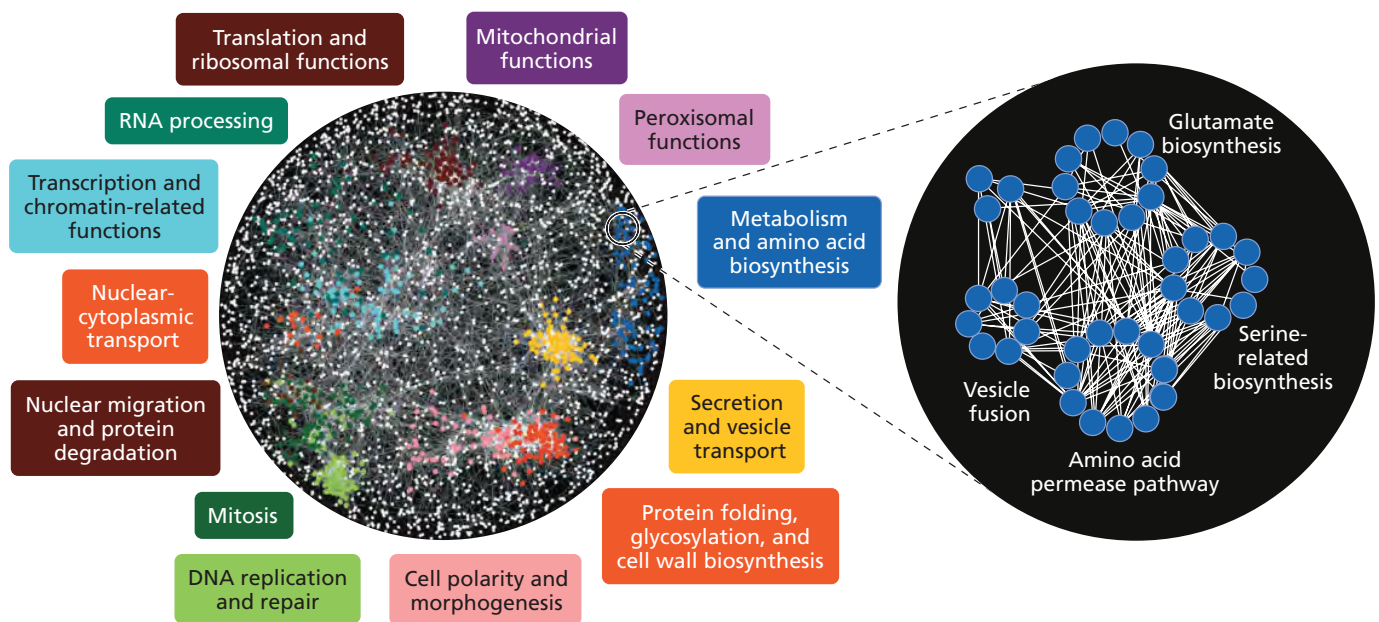 Translation and
ribosomal functions
Mitochondrial
functions
RNA processing
Peroxisomal
functions
Transcription and
chromatin-related
functions
Metabolism
and amino acid
biosynthesis
Nuclear-
cytoplasmic
transport
Nuclear migration
and protein
degradation
Secretion
and vesicle
transport
Mitosis
Protein folding,
glycosylation, and
cell wall biosynthesis
DNA replication
and repair
Cell polarity and
morphogenesis
Glutamate
biosynthesis
Serine-
related
biosynthesis
Vesicle
fusion
Amino acid
permease pathway